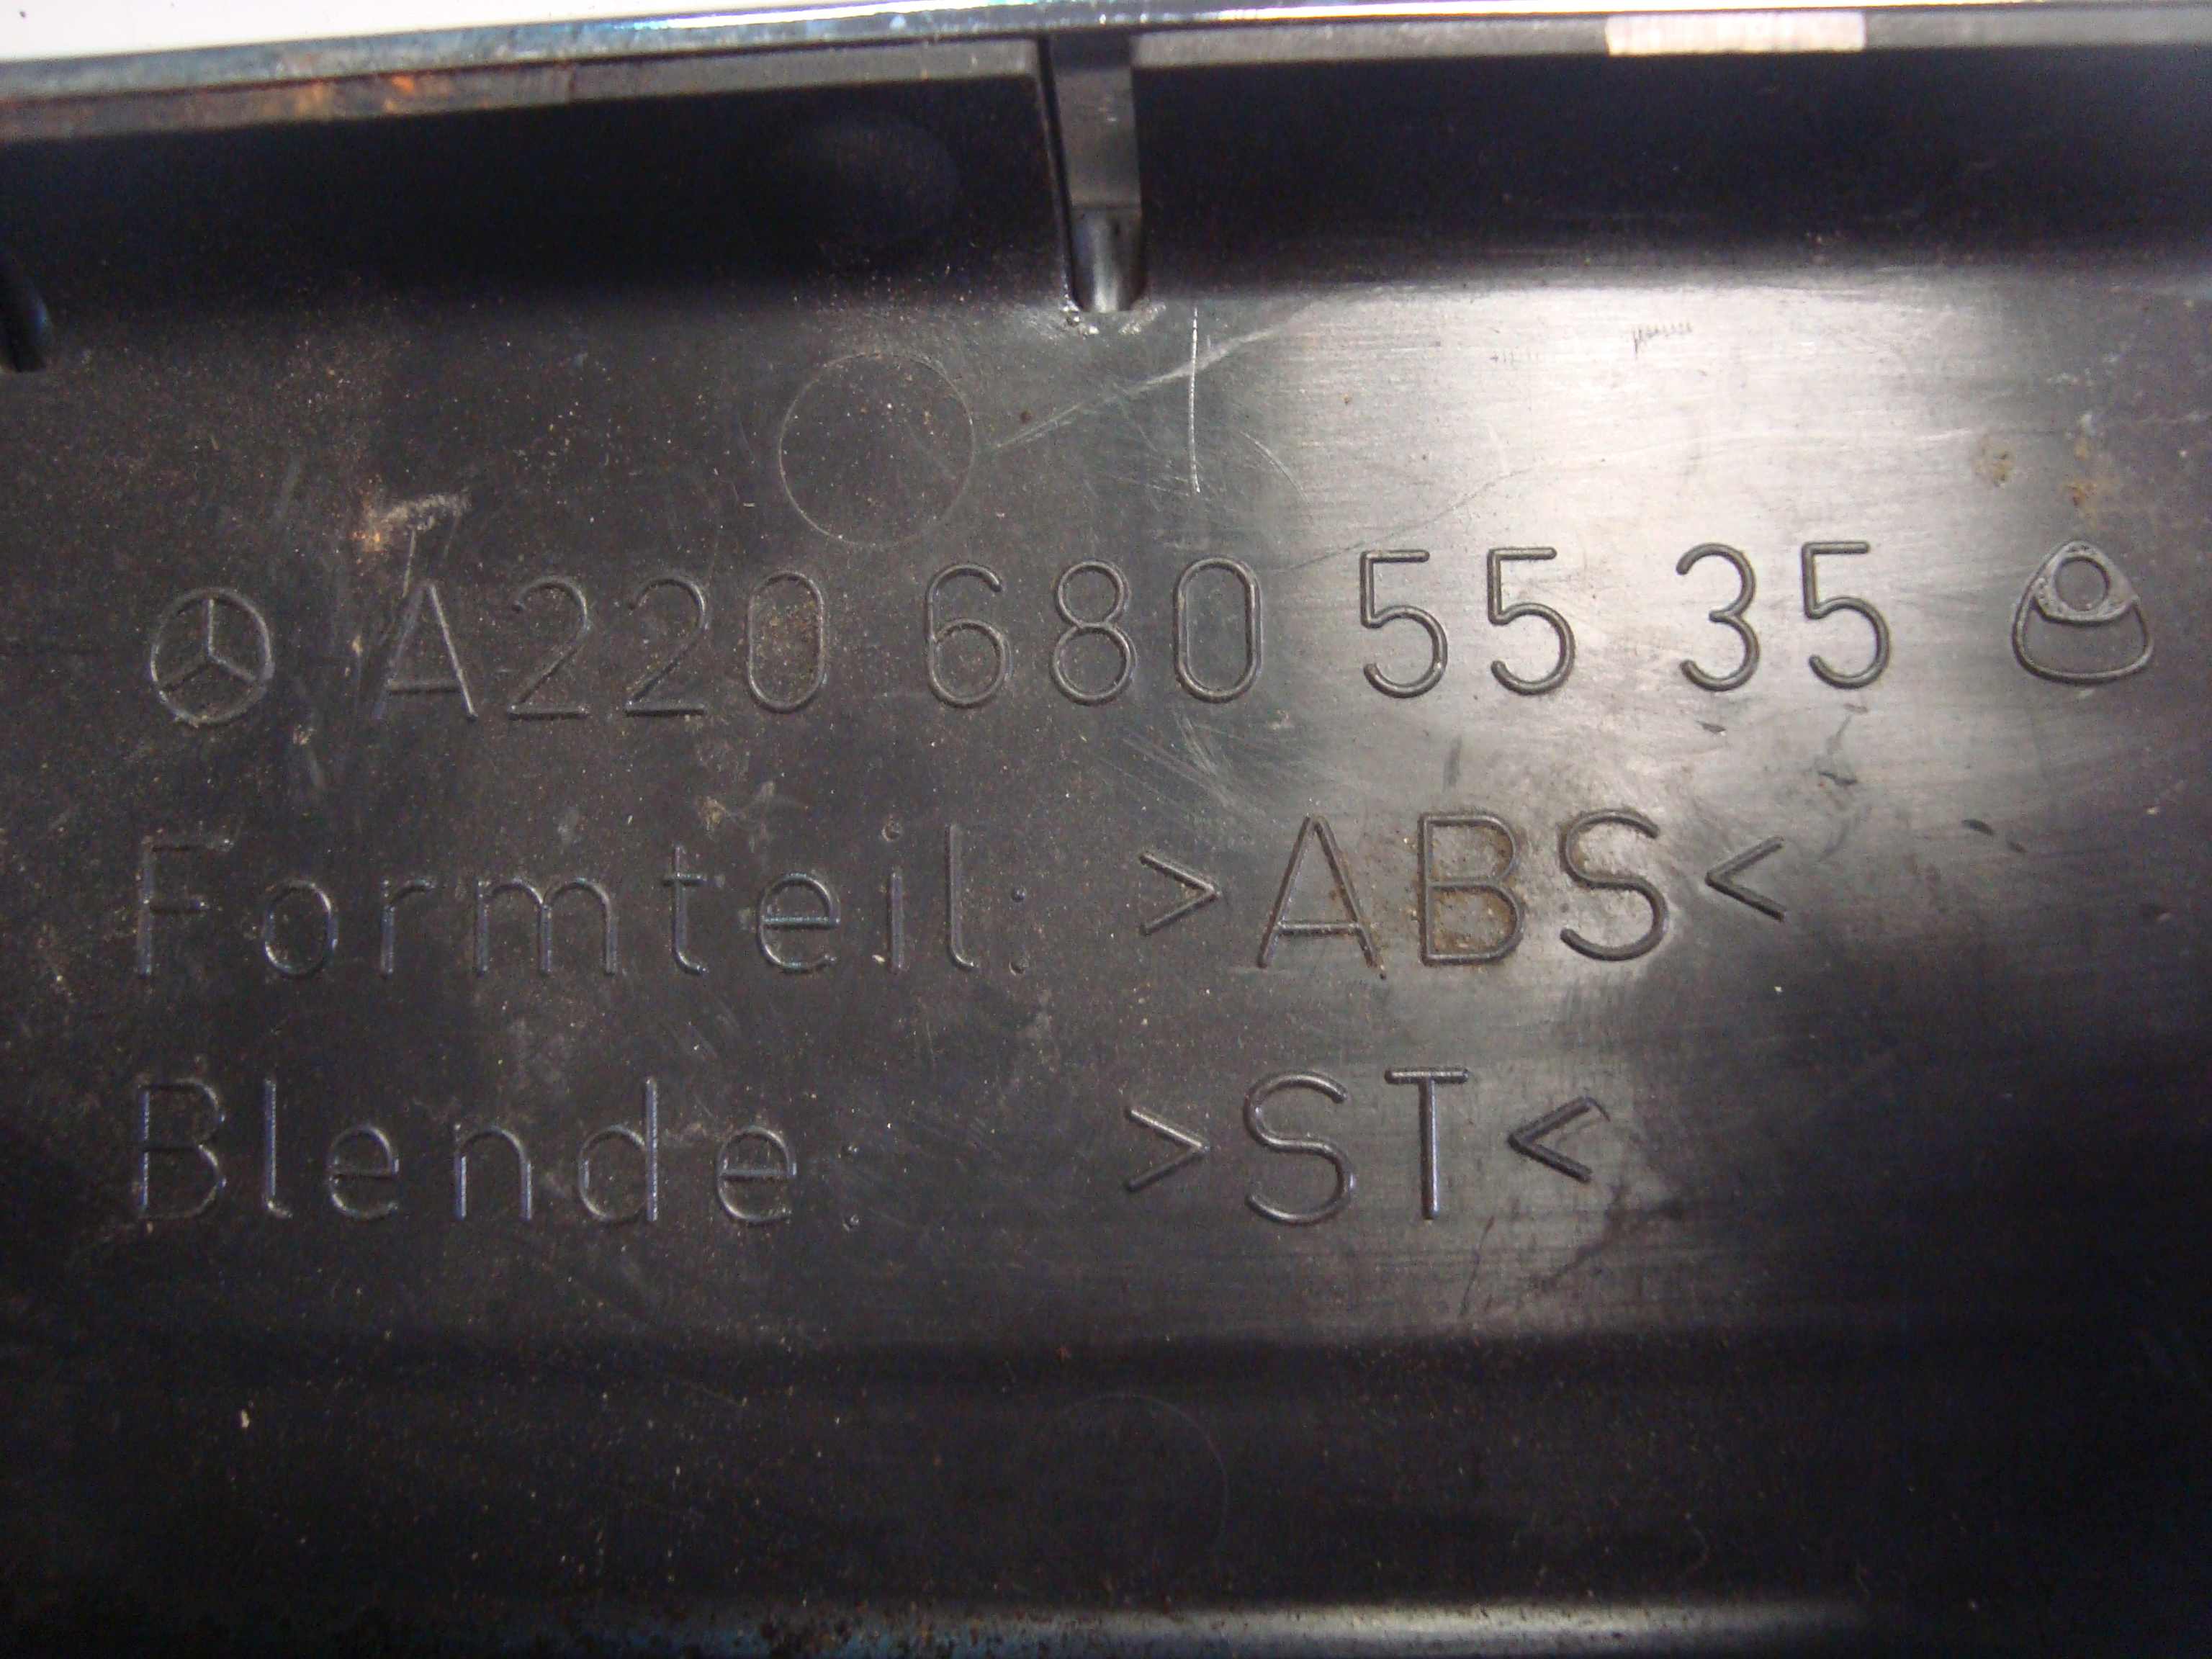 A220 680 55 35
Formteil: >ABS<
Blende: >ST<